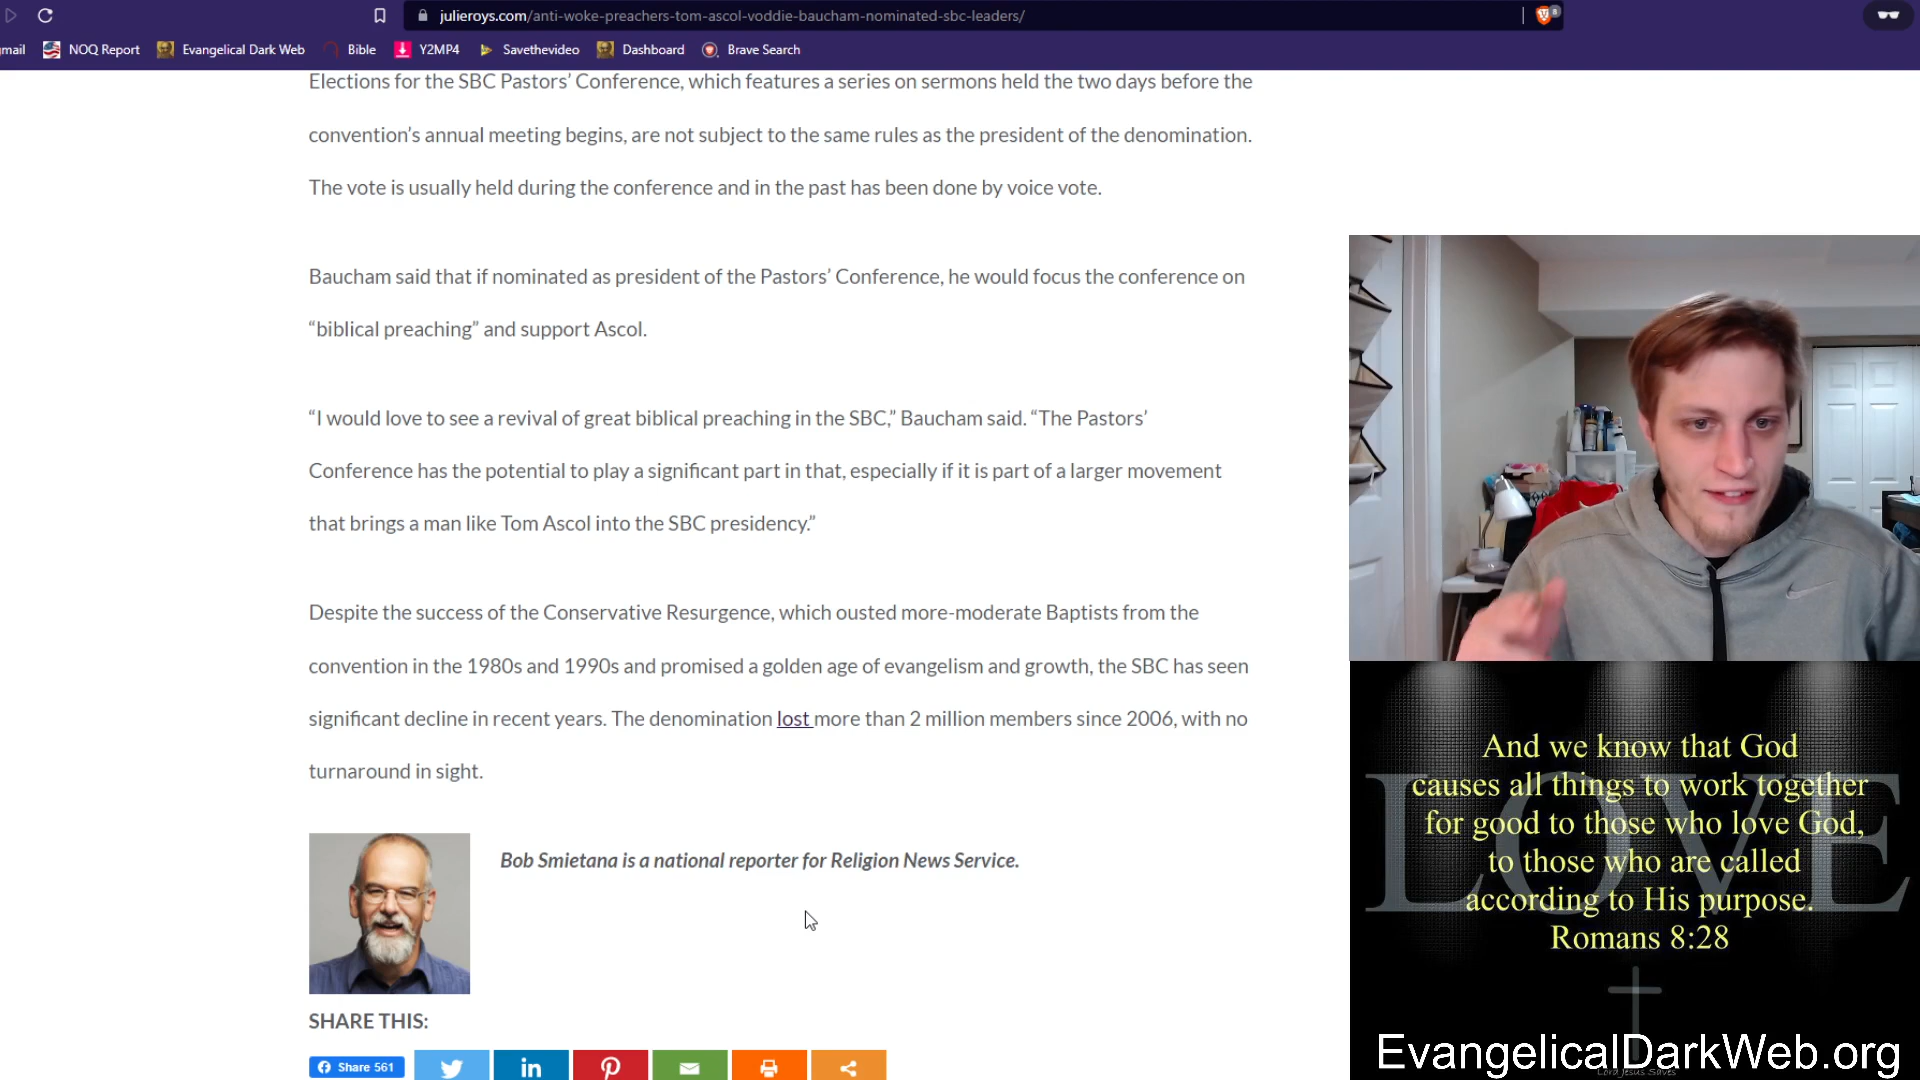 julieroys.com/anti-woke-preachers-tom-ascol-voddie-baucham-nominated-sbc-leaders/
8
mail NOQ Report Evangelical Dark Web Bible Y2MP4 Savethevideo Dashboard Brave Search
Elections for the SBC Pastors’ Conference, which features a series on sermons held the two days before the
convention’s annual meeting begins, are not subject to the same rules as the president of the denomination.
The vote is usually held during the conference and in the past has been done by voice vote.
Baucham said that if nominated as president of the Pastors’ Conference, he would focus the conference on
“biblical preaching” and support Ascol.
“I would love to see a revival of great biblical preaching in the SBC,” Baucham said. “The Pastors’
Conference has the potential to play a significant part in that, especially if it is part of a larger movement
that brings a man like Tom Ascol into the SBC presidency.”
Despite the success of the Conservative Resurgence, which ousted more-moderate Baptists from the
convention in the 1980s and 1990s and promised a golden age of evangelism and growth, the SBC has seen
significant decline in recent years. The denomination lost more than 2 million members since 2006, with no
turnaround in sight.
Bob Smietana is a national reporter for Religion News Service.
SHARE THIS:
Share 561
LOVE
And we know that God
causes all things to work together
for good to those who love God,
to those who are called
according to His purpose.
Romans 8:28
EvangelicalDarkWeb.org
Lord Jesus Saves